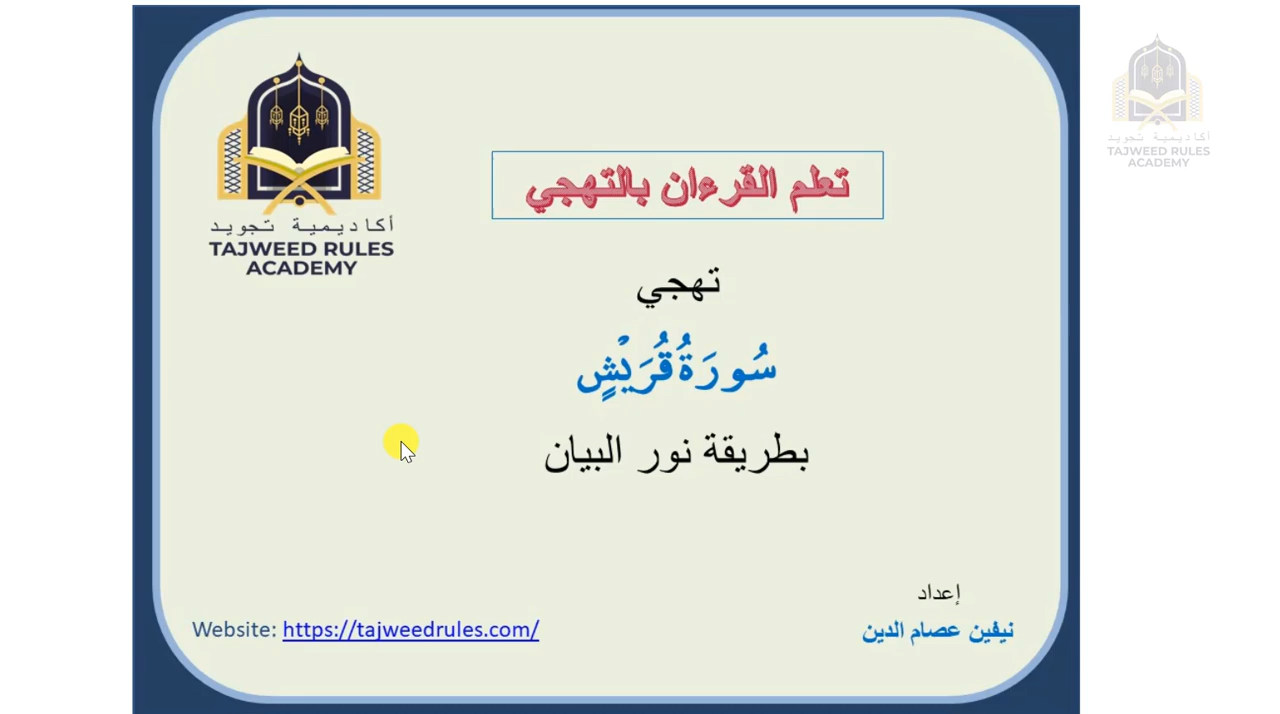 أكاديمية تجويد
TAJWEED RULES
ACADEMY
تعلم القرءان بالتهجي
تهجي
سُورَةُ قُرَيْشٍ
بطريقة نور البيان
إعداد
نيفين عصام الدين
Website: https://tajweedrules.com/
أكاديمية تجويد
TAJWEED RULES
ACADEMY